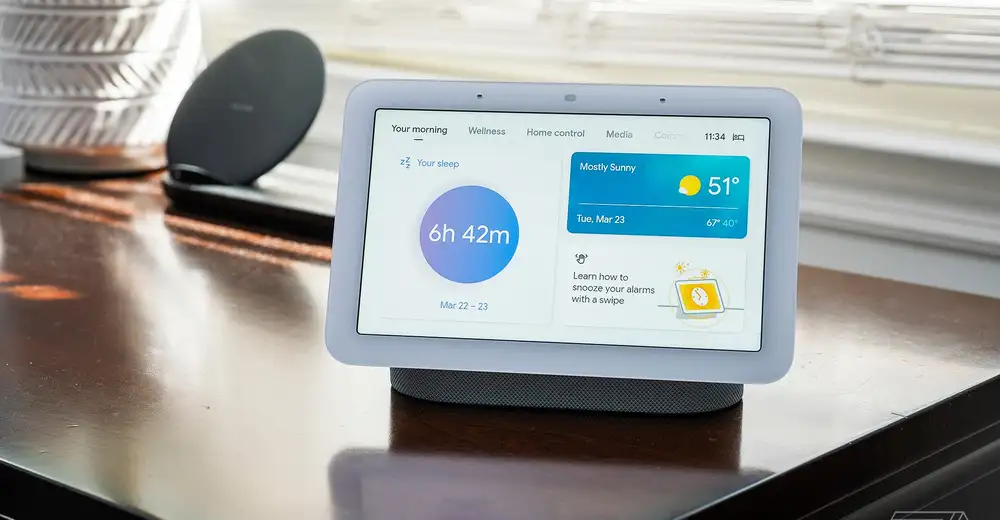 Your morning Wellness Home control Media 11:34
zzz Your sleep
6h 42m
Mar 22 – 23
Mostly Sunny
51°
Tue, Mar 23
67° 40°
Learn how to
snooze your alarms
with a swipe